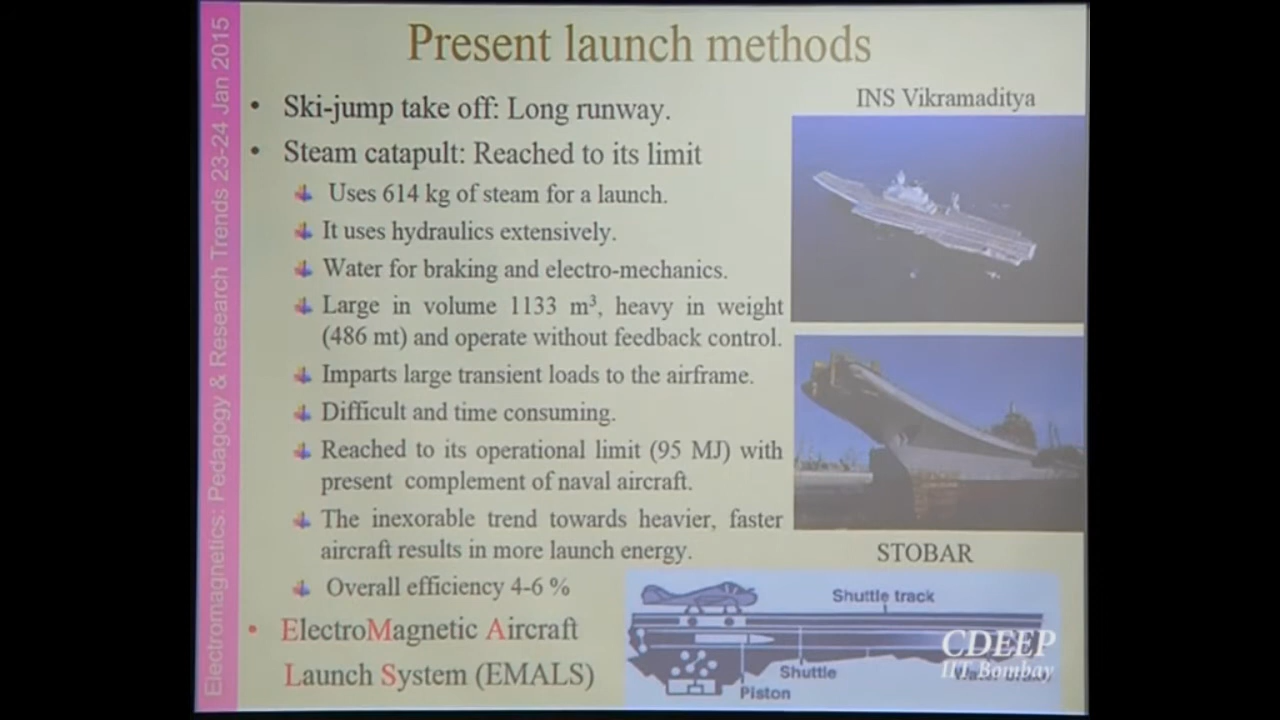 Electromagnetics: Pedagogy & Research Trends 23-24 Jan 2015
Present launch methods
• Ski-jump take off: Long runway.
• Steam catapult: Reached to its limit
Uses 614 kg of steam for a launch.
It uses hydraulics extensively.
Water for braking and electro-mechanics.
Large in volume 1133 m³, heavy in weight
(486 mt) and operate without feedback control.
Imparts large transient loads to the airframe.
Difficult and time consuming.
Reached to its operational limit (95 MJ) with
present complement of naval aircraft.
The inexorable trend towards heavier, faster
aircraft results in more launch energy.
Overall efficiency 4-6 %
• ElectroMagnetic Aircraft
Launch System (EMALS)
INS Vikramaditya
STOBAR
Shuttle track
Shuttle
Piston
CDEEP
IIT Bombay